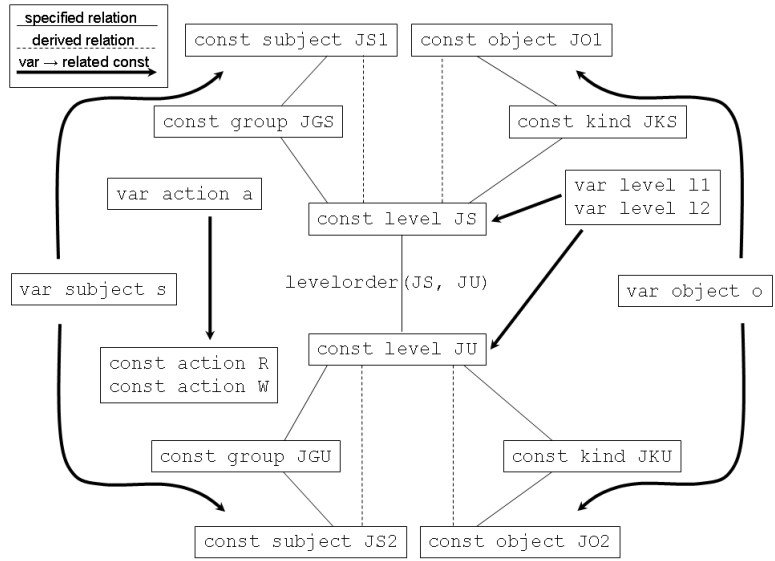 specified relation
derived relation
var → related const
const subject JS1
const object JO1
const group JGS
const kind JKS
var action a
var level l1
var level l2
const level JS
levelorder(JS, JU)
var subject s
var object o
const level JU
const action R
const action W
const group JGU
const kind JKU
const subject JS2
const object JO2